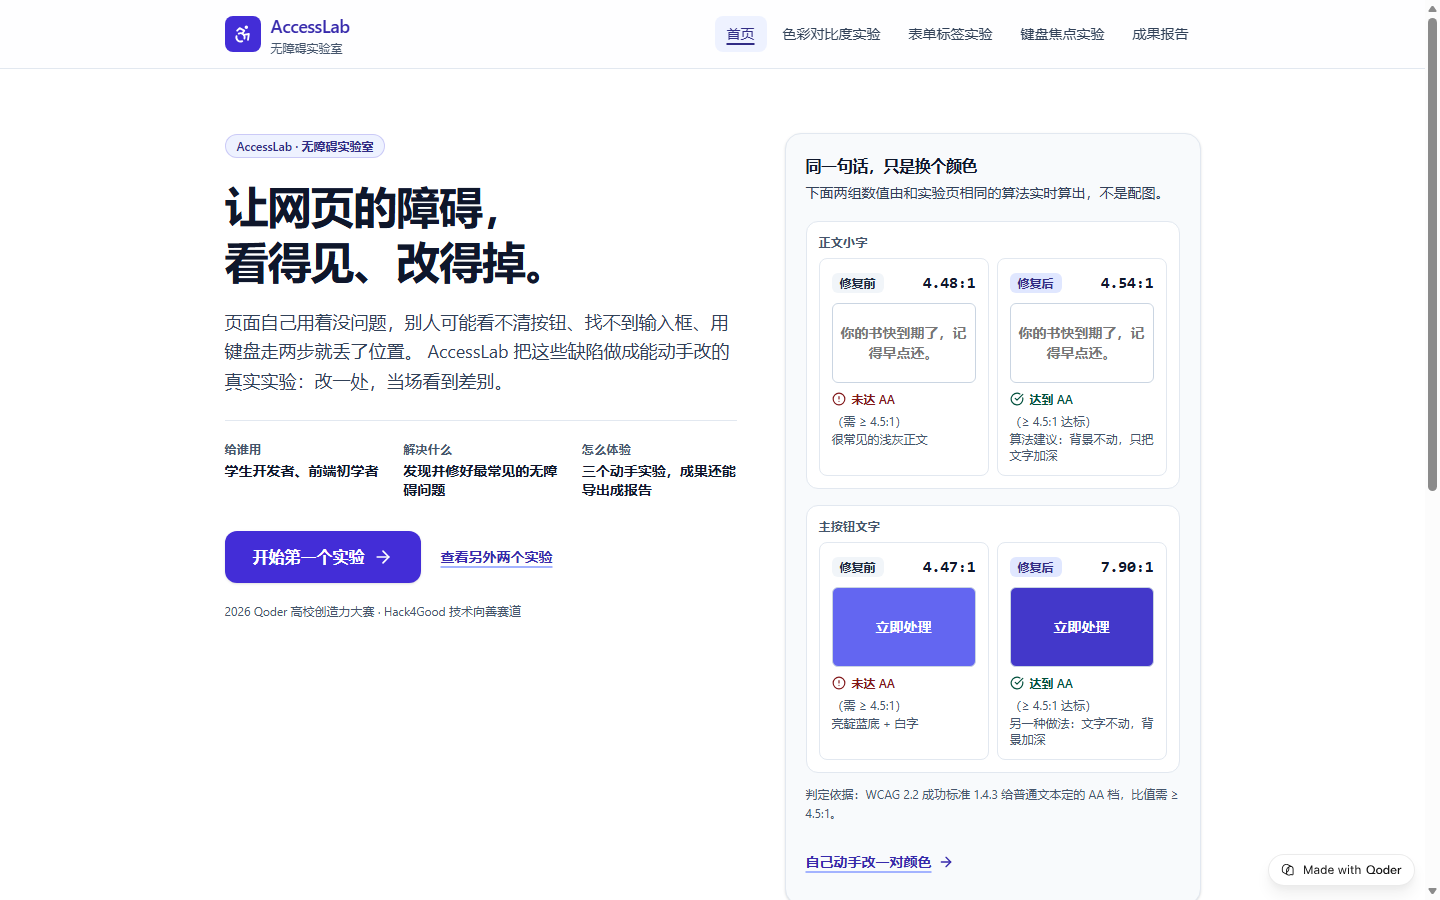 AccessLab
无障碍实验室
首页
色彩对比度实验
表单标签实验
键盘焦点实验
成果报告
AccessLab · 无障碍实验室
让网页的障碍，
看得见、改得掉。
页面自己用着没问题，别人可能看不清按钮、找不到输入框、用
键盘走两步就丢了位置。 AccessLab 把这些缺陷做成能动手改的
真实实验：改一处，当场看到差别。
给谁用
学生开发者、前端初学者
解决什么
发现并修好最常见的无障
碍问题
怎么体验
三个动手实验，成果还能
导出成报告
开始第一个实验 →
查看另外两个实验
2026 Qoder 高校创造力大赛 · Hack4Good 技术向善赛道
同一句话，只是换个颜色
下面两组数值由和实验页相同的算法实时算出，不是配图。
正文小字
修复前 4.48:1
你的书快到期了，记
得早点还。
未达 AA
（需 ≥ 4.5:1）
很常见的浅灰正文
修复后 4.54:1
你的书快到期了，记
得早点还。
达到 AA
（≥ 4.5:1 达标）
算法建议：背景不动，只把
文字加深
主按钮文字
修复前 4.47:1
立即处理
未达 AA
（需 ≥ 4.5:1）
亮靛蓝底 + 白字
修复后 7.90:1
立即处理
达到 AA
（≥ 4.5:1 达标）
另一种做法：文字不动，背
景加深
判定依据：WCAG 2.2 成功标准 1.4.3 给普通文本定的 AA 档，比值需 ≥
4.5:1。
自己动手改一对颜色 →
Made with Qoder